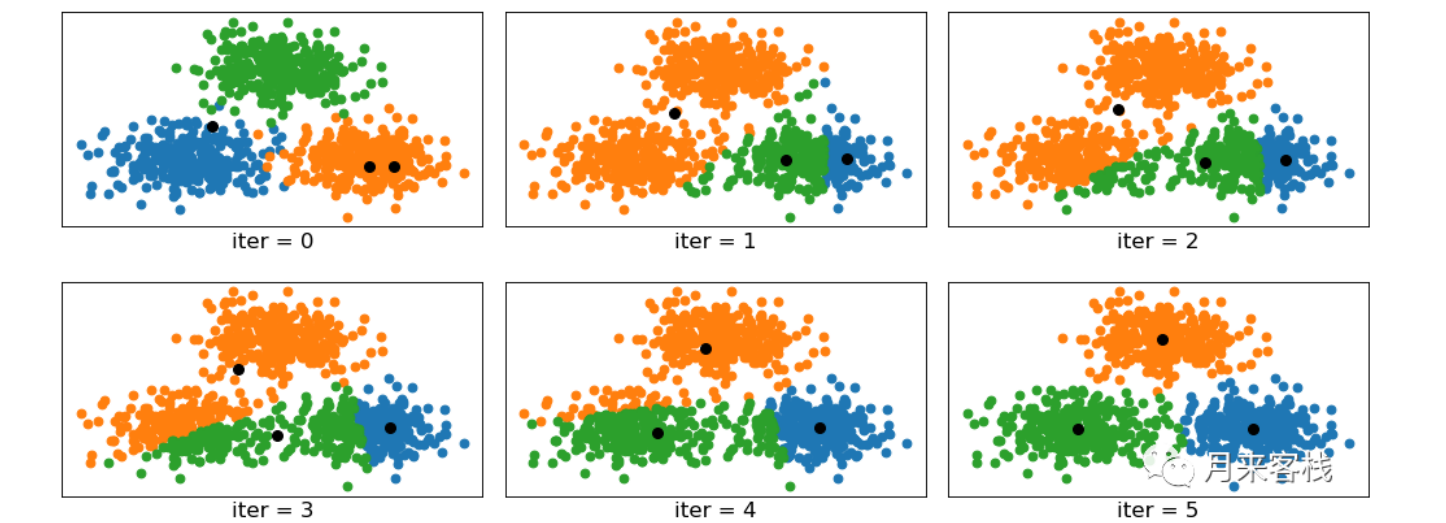 iter = 0
iter = 1
iter = 2
iter = 3
iter = 4
iter = 5
月来客栈